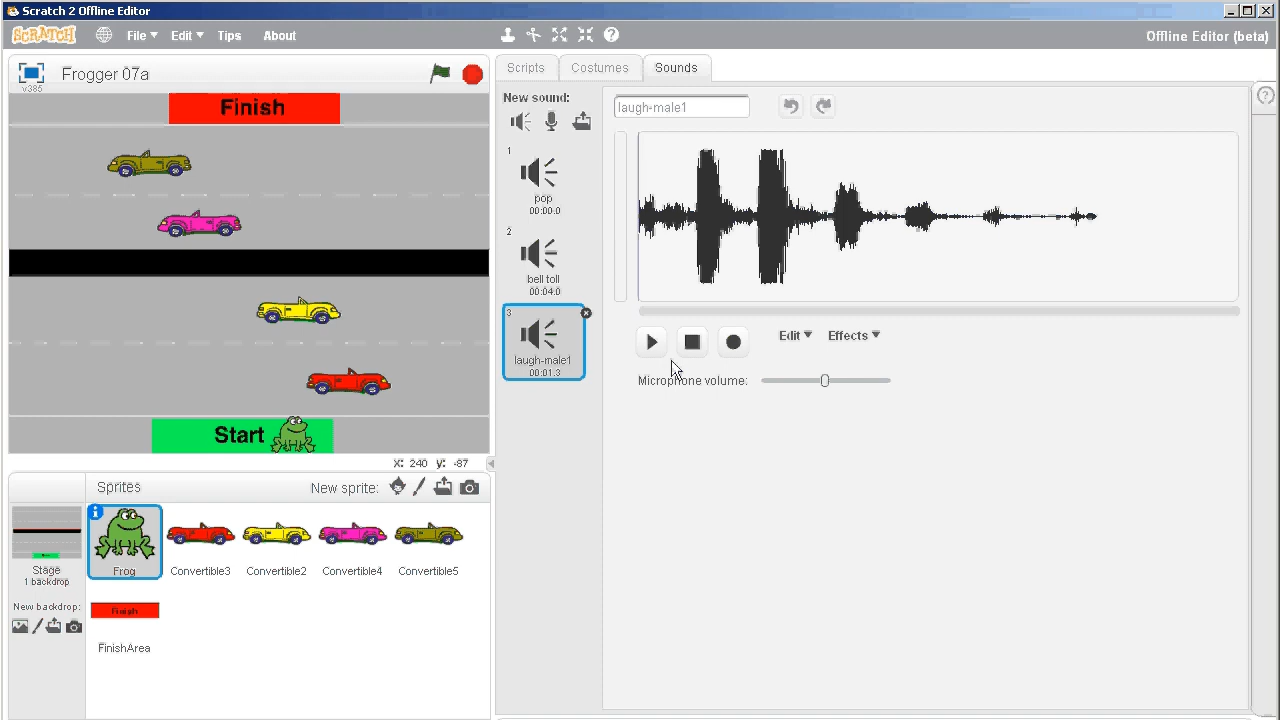 Scratch 2 Offline Editor
SCRATCH File Edit Tips About Offline Editor (beta)
v385 Frogger 07a
Finish
Start
x: 240 y: -87
Sprites New sprite:
Stage
1 backdrop
New backdrop:
Frog Convertible3 Convertible2 Convertible4 Convertible5
Finish
FinishArea
Scripts Costumes Sounds
New sound:
1
pop
00:00.0
2
bell toll
00:04.0
3
laugh-male1
00:01.3
laugh-male1
Edit Effects
Microphone volume: